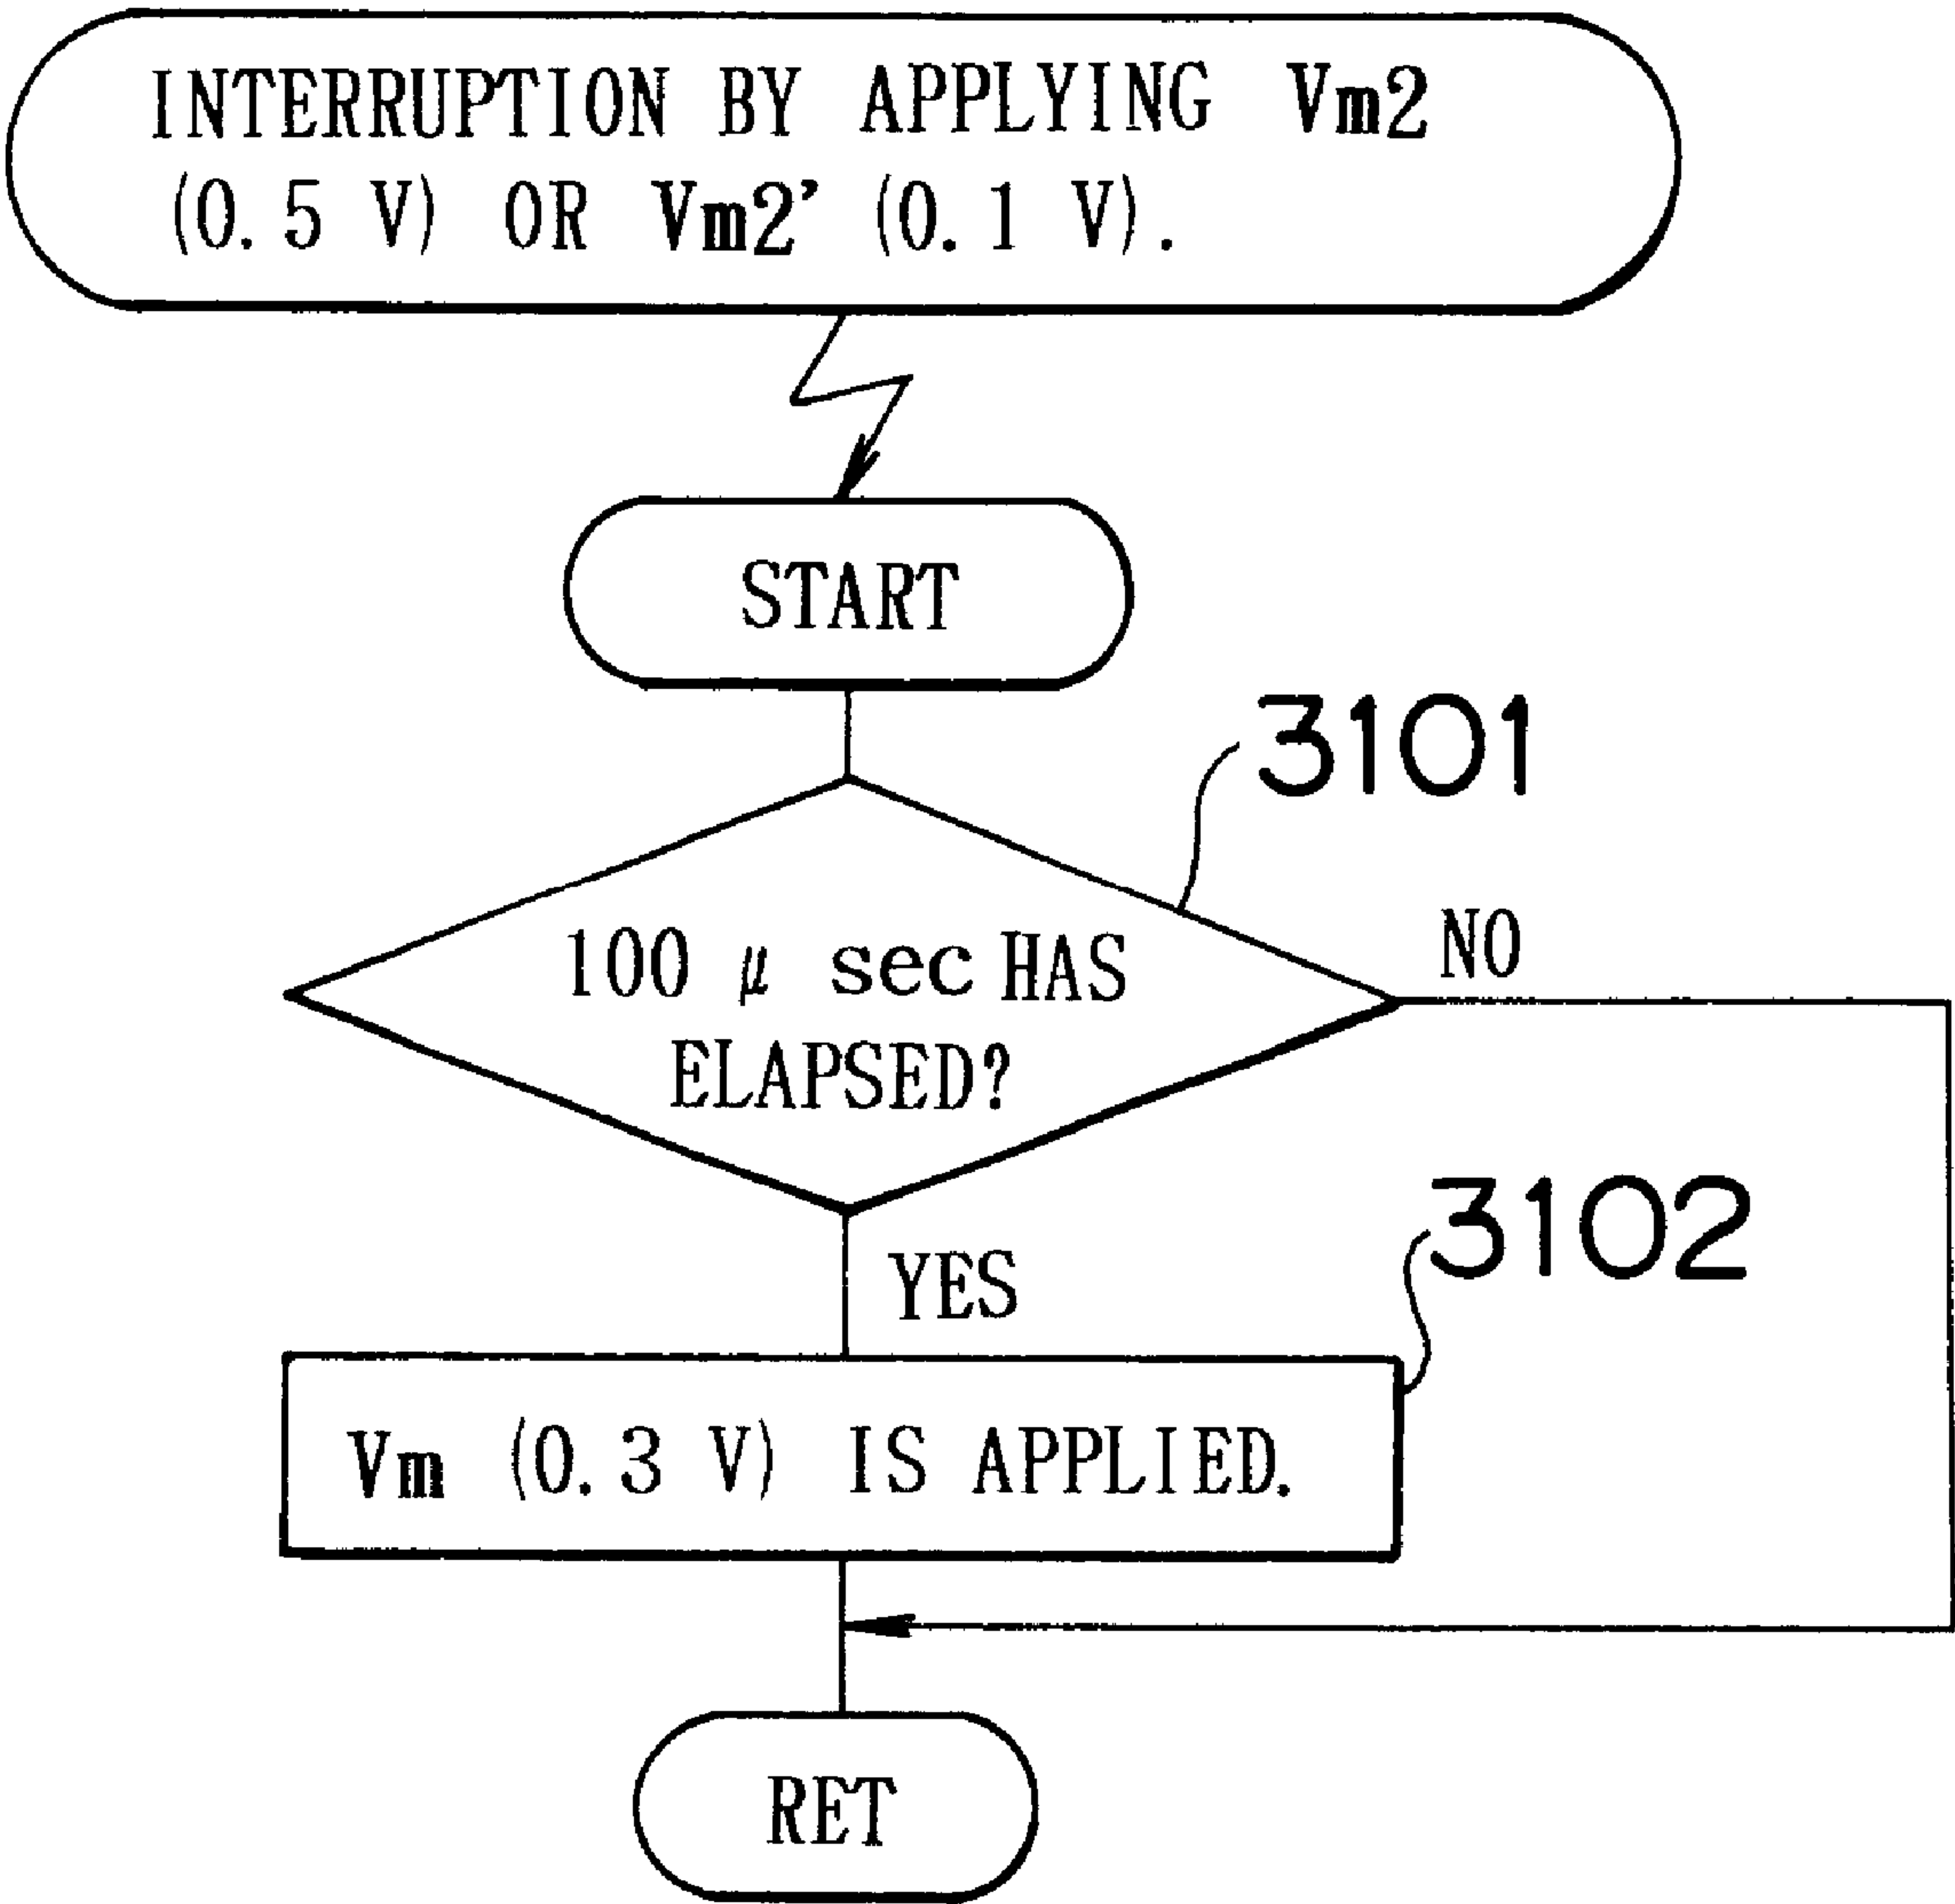 INTERRUPTION BY APPLYING Vm2
(0.5 V) OR Vm2' (0.1 V).
START
3101
100 μ sec HAS
ELAPSED?
NO
YES
3102
Vm (0.3 V) IS APPLIED.
RET